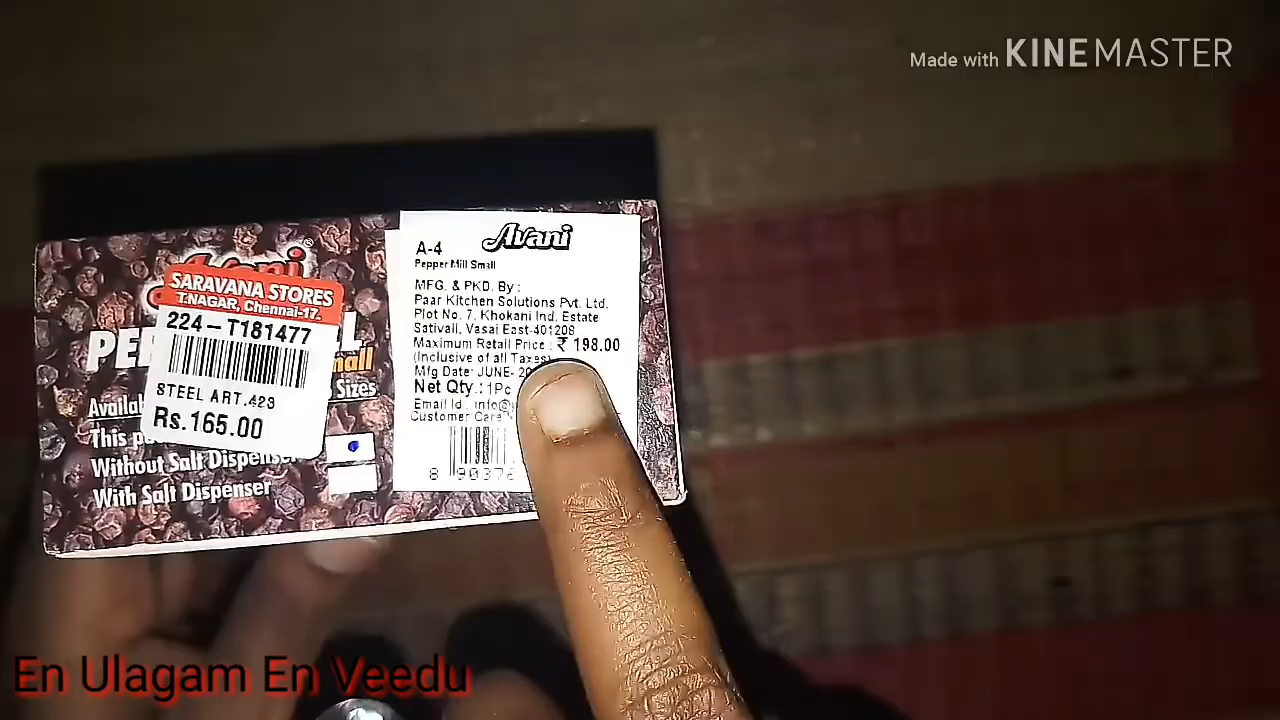 Made with KINEMASTER
SARAVANA STORES
T.NAGAR, Chennai-17.
224-T181477
STEEL ART.423
Rs.165.00
Sizes
This
Without Salt
With Salt Dispenser
Avani
A-4
Pepper Mill Small
MFG. & PKD. By :
Paar Kitchen Solutions Pvt. Ltd.
Plot No. 7, Khokani Ind. Estate
Sativali, Vasai East-401208
Maximum Retail Price : ₹ 198.00
(Inclusive of all Taxes)
Mfg Date: JUNE-
Net Qty.: 1Pc
Email Id : info@
Customer Care
En Ulagam En Veedu